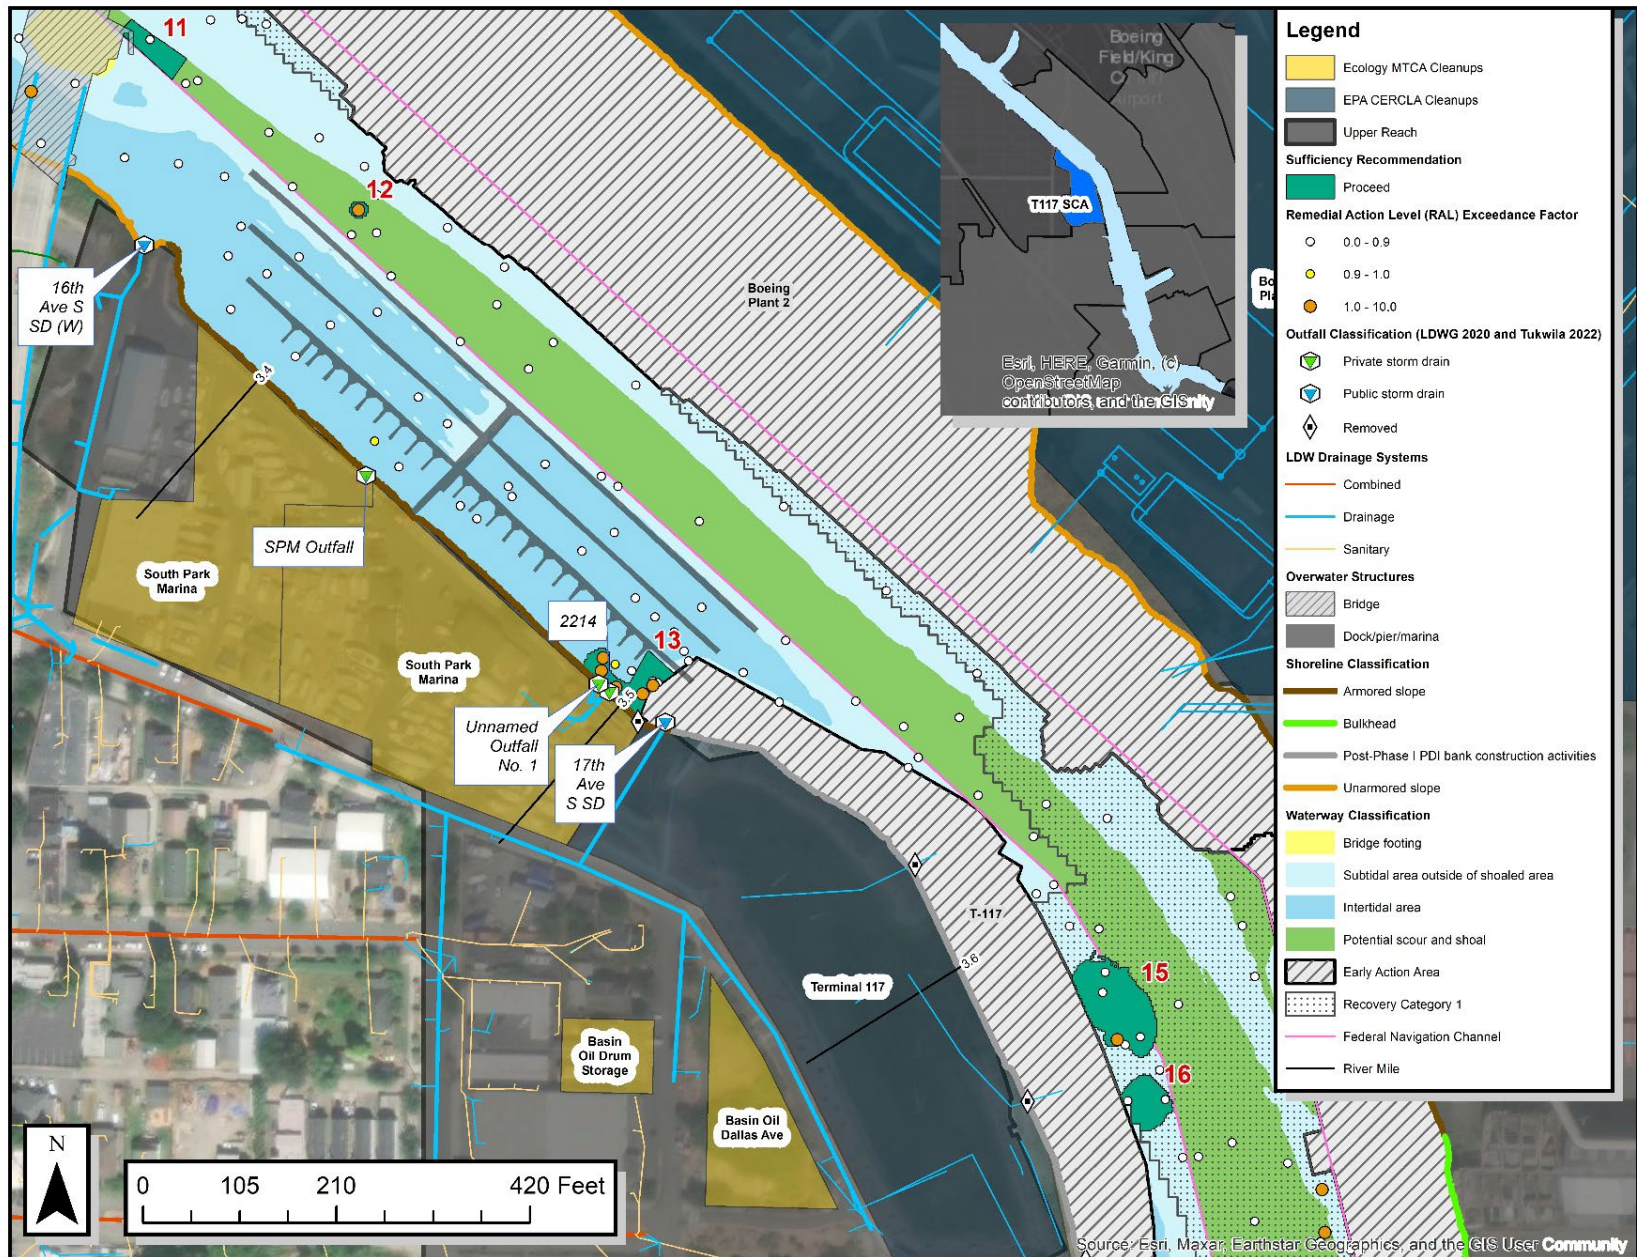 11
12
16th
Ave S
SD (W)
3.4
Boeing
Plant 2
SPM Outfall
South Park
Marina
South Park
Marina
2214
13
3.5
Unnamed
Outfall
No. 1
17th
Ave
S SD
T-117
3.6
Terminal 117
15
16
Basin
Oil Drum
Storage
Basin Oil
Dallas Ave
N
0 105 210 420 Feet
Boeing
Field/King
Airport
T117 SCA
Esri, HERE, Garmin, (c)
OpenStreetMap
contributors, and the GIS
Legend
Ecology MTCA Cleanups
EPA CERCLA Cleanups
Upper Reach
Sufficiency Recommendation
Proceed
Remedial Action Level (RAL) Exceedance Factor
0.0 - 0.9
0.9 - 1.0
1.0 - 10.0
Outfall Classification (LDWG 2020 and Tukwila 2022)
Private storm drain
Public storm drain
Removed
LDW Drainage Systems
Combined
Drainage
Sanitary
Overwater Structures
Bridge
Dock/pier/marina
Shoreline Classification
Armored slope
Bulkhead
Post-Phase I PDI bank construction activities
Unarmored slope
Waterway Classification
Bridge footing
Subtidal area outside of shoaled area
Intertidal area
Potential scour and shoal
Early Action Area
Recovery Category 1
Federal Navigation Channel
River Mile
Source: Esri, Maxar, Earthstar Geographics, and the GIS User Community